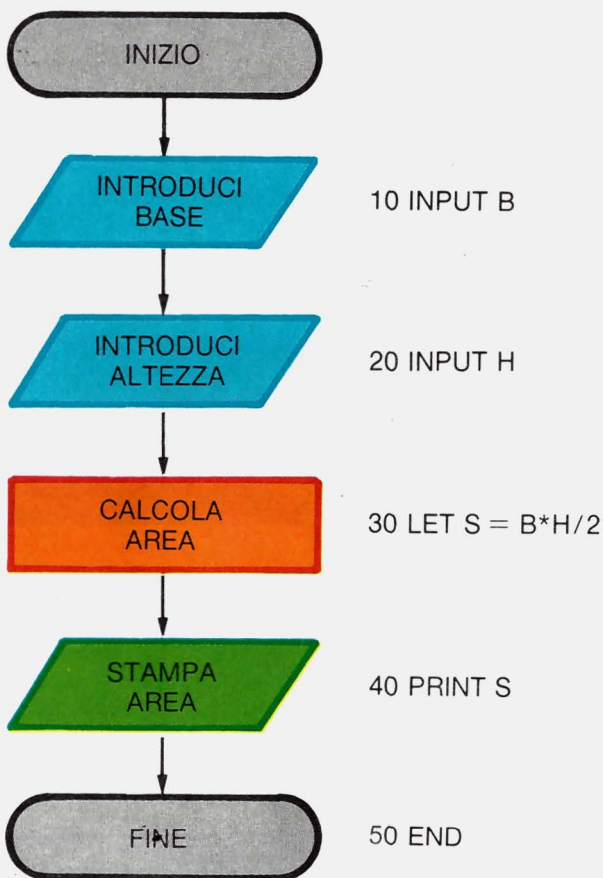 INIZIO
INTRODUCI
BASE
10 INPUT B
INTRODUCI
ALTEZZA
20 INPUT H
CALCOLA
AREA
30 LET S = B*H/2
STAMPA
AREA
40 PRINT S
FINE
50 END